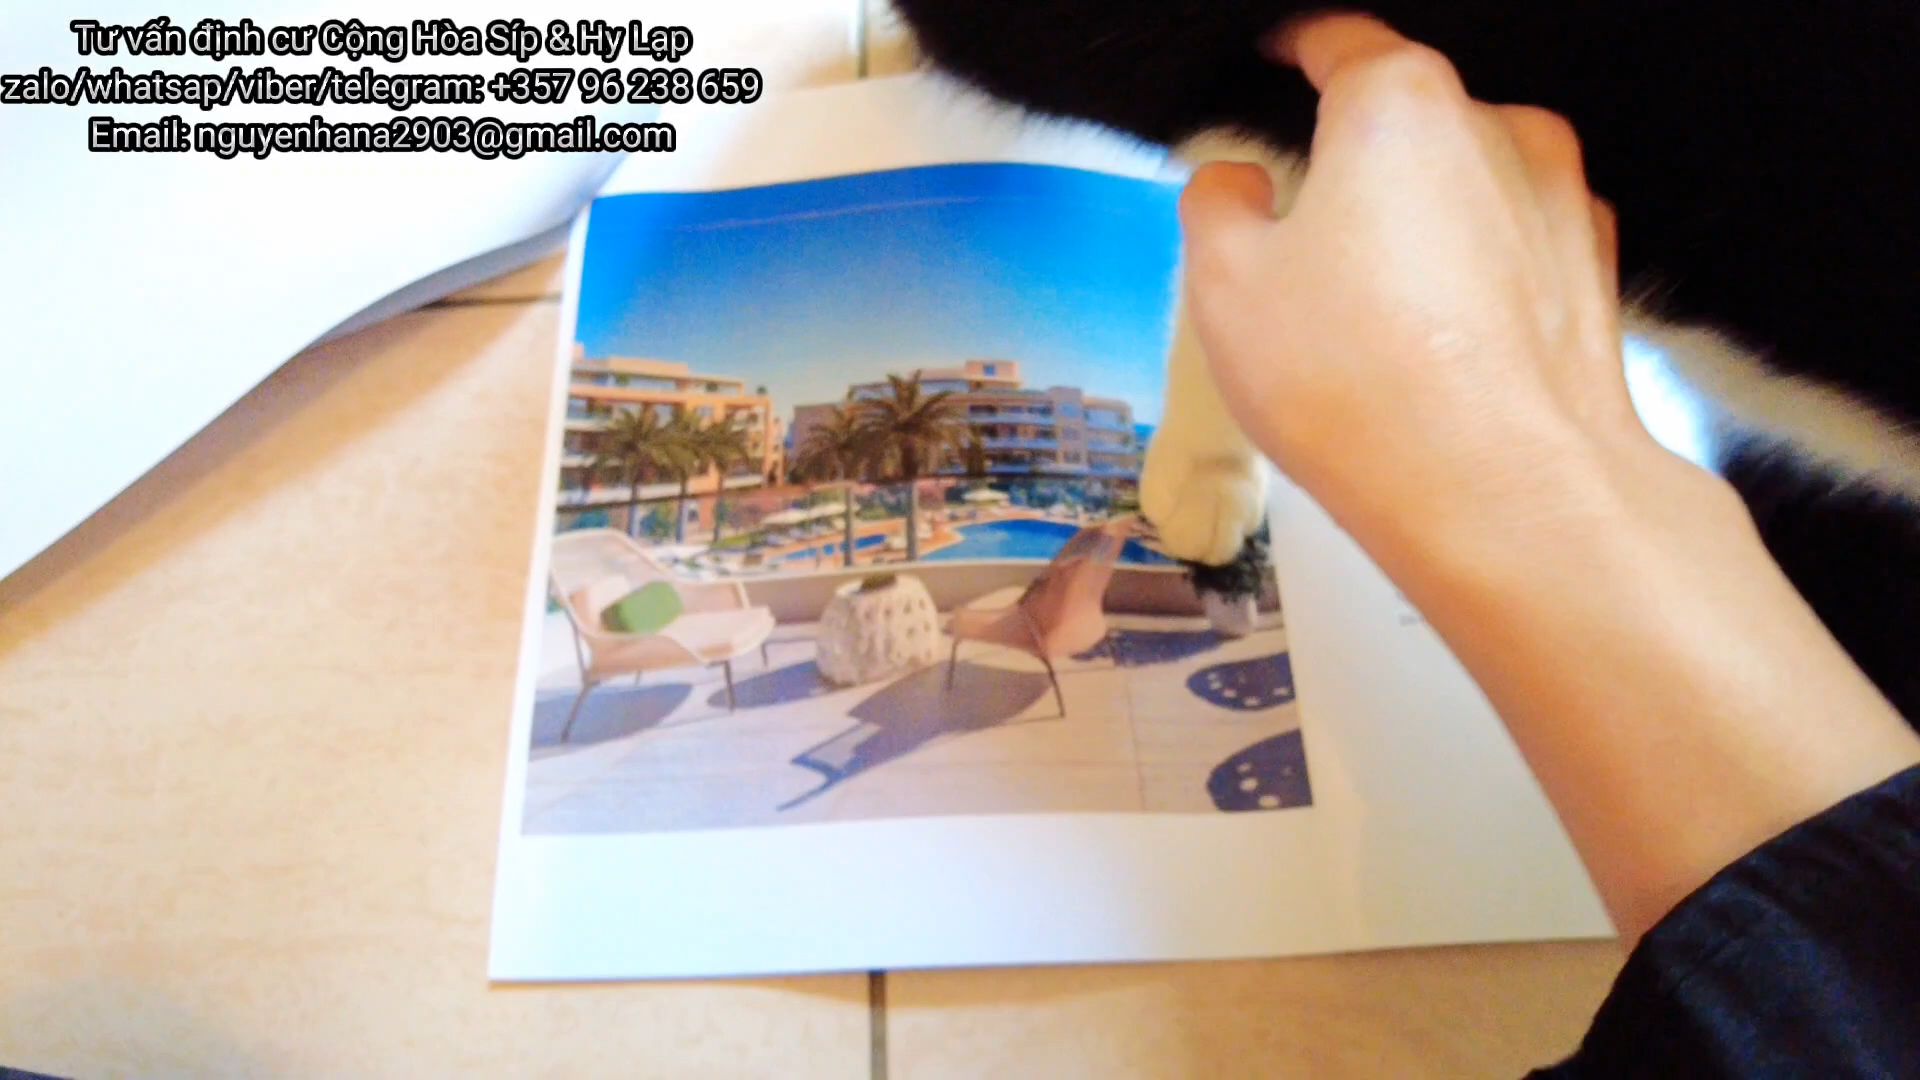 Tư vấn định cư Cộng Hòa Síp & Hy Lạp
zalo/whatsap/viber/telegram: +357 96 238 659
Email: nguyenhana2903@gmail.com